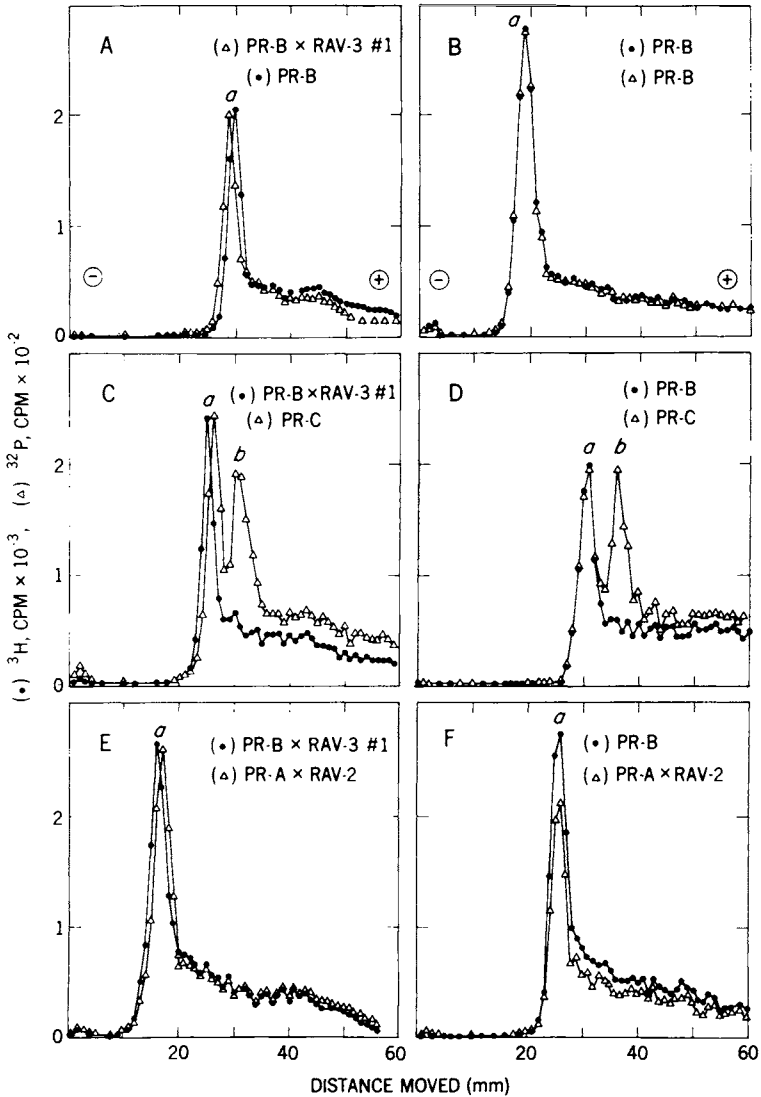 A
(△) PR-B × RAV-3 #1
(•) PR-B
a
2
1
0
⊖
⊕
B
(•) PR-B
(△) PR-B
a
⊖
⊕
C
(•) PR-B × RAV-3 #1
(△) PR-C
a
b
2
1
0
D
(•) PR-B
(△) PR-C
a
b
E
(•) PR-B × RAV-3 #1
(△) PR-A × RAV-2
a
2
1
0
20
40
60
F
(•) PR-B
(△) PR-A × RAV-2
a
20
40
60
(•) ³H, CPM × 10⁻³, (△) ³²P, CPM × 10⁻²
DISTANCE MOVED (mm)